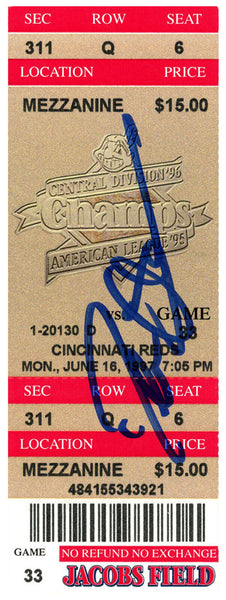 SEC ROW SEAT
311 Q 6
LOCATION PRICE
MEZZANINE $15.00
CENTRAL DIVISION '96
Champs
AMERICAN LEAGUE '95
vs GAME
1-20130 D 33
CINCINNATI REDS
MON., JUNE 16, 1997 7:05 PM
SEC ROW SEAT
311 Q 6
LOCATION PRICE
MEZZANINE $15.00
484155343921
GAME NO REFUND NO EXCHANGE
33 JACOBS FIELD